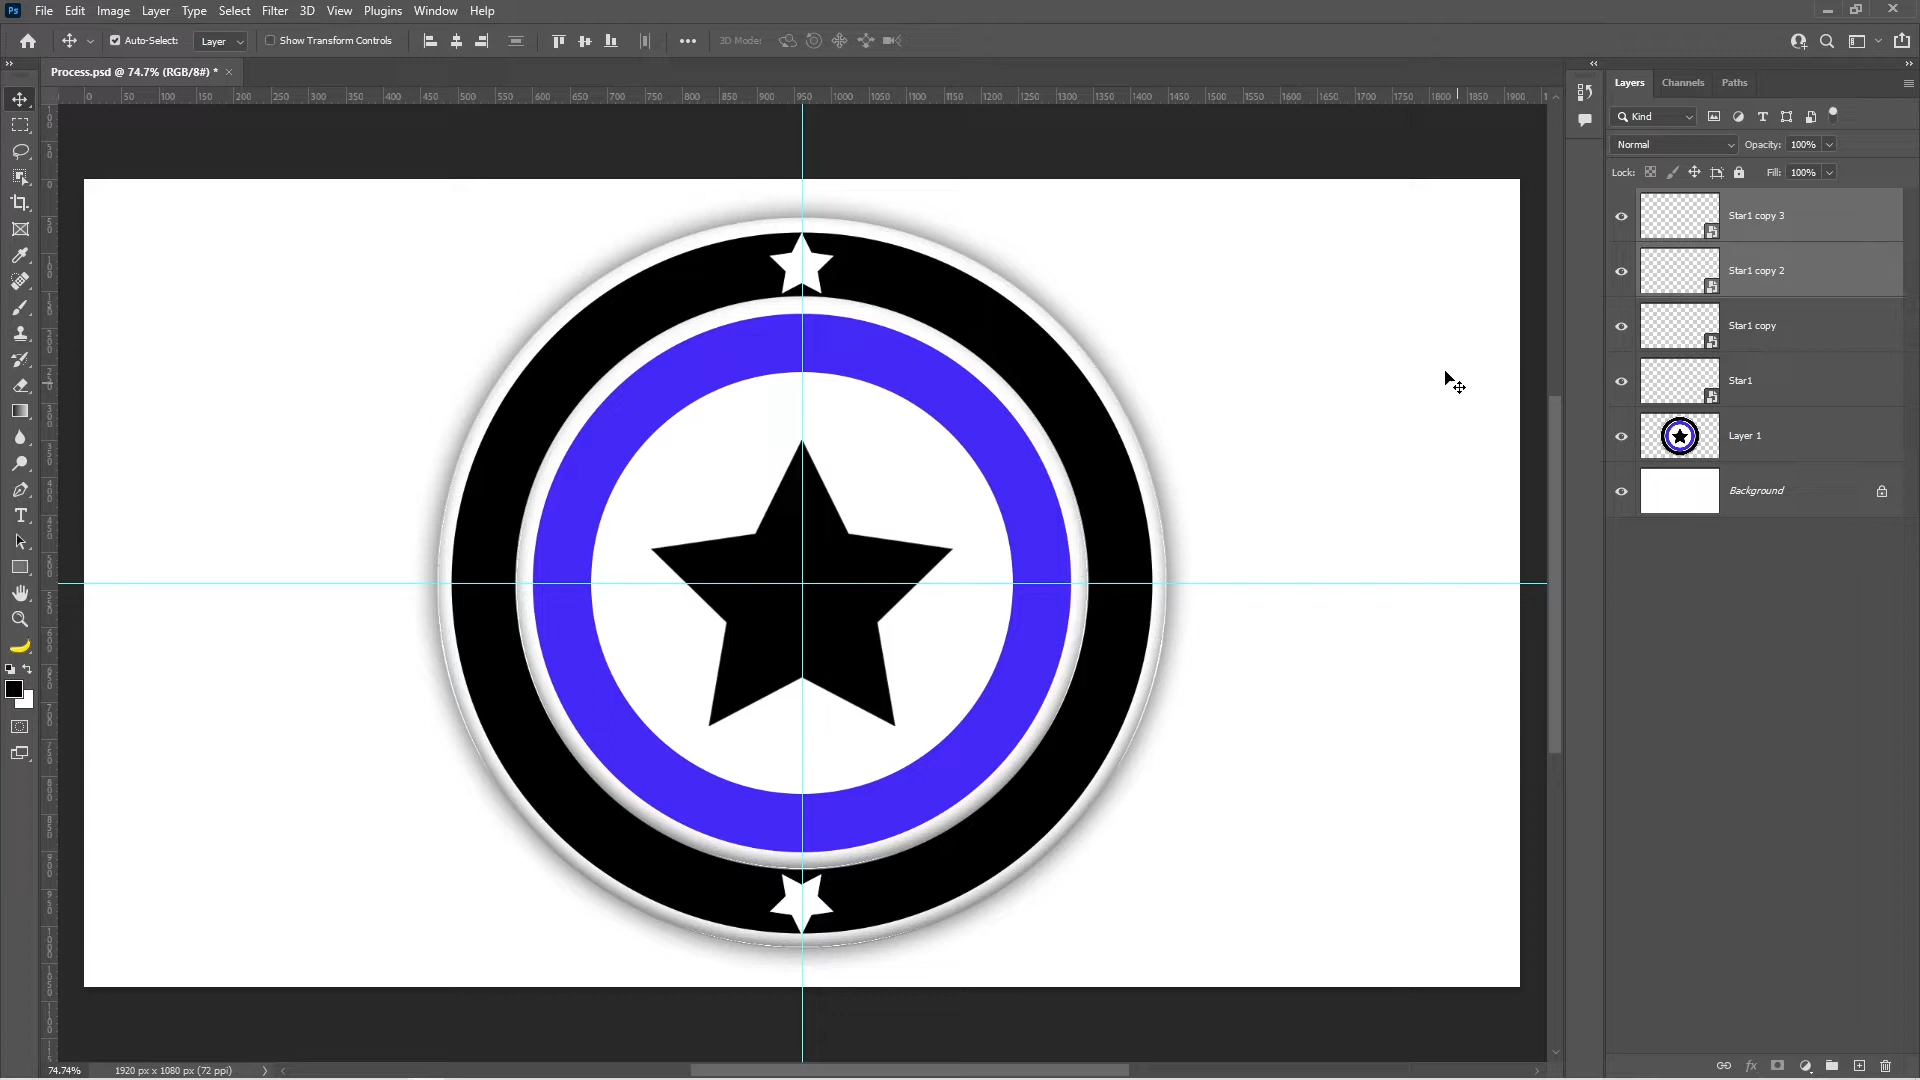 Ps File Edit Image Layer Type Select Filter 3D View Plugins Window Help
Auto-Select: Layer Show Transform Controls ••• 3D Mode:
Process.psd @ 74.7% (RGB/8#) * ×
0 50 100 150 200 250 300 350 400 450 500 550 600 650 700 750 800 850 900 950 1000 1050 1100 1150 1200 1250 1300 1350 1400 1450 1500 1550 1600 1650 1700 1750 1800 1850 1900
Layers Channels Paths
Kind
Normal Opacity: 100%
Lock: Fill: 100%
Star1 copy 3
Star1 copy 2
Star1 copy
Star1
Layer 1
Background
fx
74.74% 1920 px x 1080 px (72 ppi)